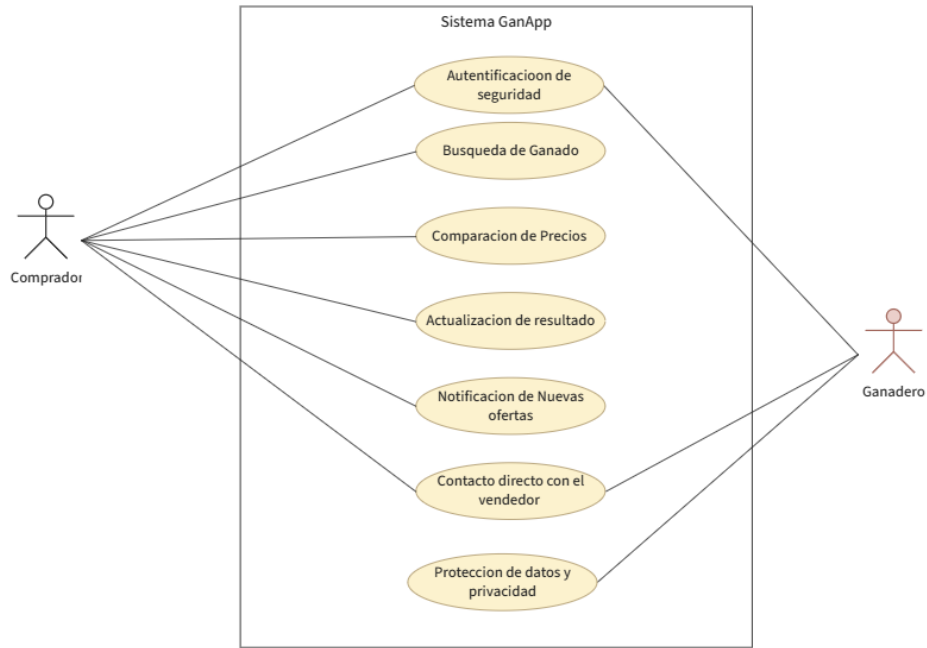 Sistema GanApp
Autentificacioon de
seguridad
Busqueda de Ganado
Comparacion de Precios
Comprador
Actualizacion de resultado
Ganadero
Notificacion de Nuevas
ofertas
Contacto directo con el
vendedor
Proteccion de datos y
privacidad